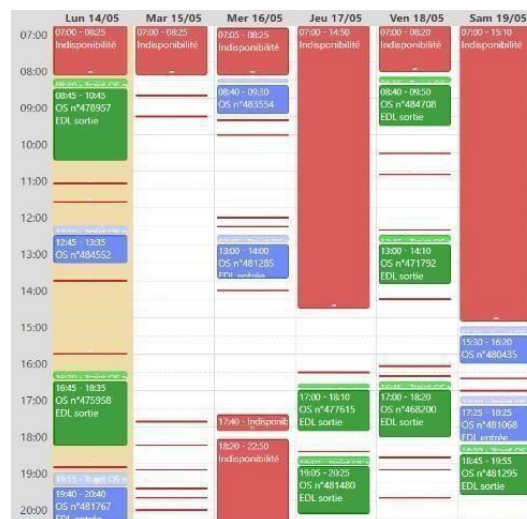 Lun 14/05 Mar 15/05 Mer 16/05 Jeu 17/05 Ven 18/05 Sam 19/05
07:00
08:00
09:00
10:00
11:00
12:00
13:00
14:00
15:00
16:00
17:00
18:00
19:00
20:00
07:00 - 08:25
Indisponibilité
08:45 - 10:45
OS n°478957
EDL sortie
12:45 - 13:35
OS n°484552
16:45 - 18:35
OS n°475958
EDL sortie
19:15 - Trajet OS n
19:40 - 20:40
OS n°481767
EDL entrée
07:00 - 08:25
Indisponibilité
07:05 - 08:25
Indisponibilité
08:40 - 09:30
OS n°483554
13:00 - 14:00
OS n°481285
EDL entrée
17:40 - Indisponib
18:20 - 22:50
Indisponibilité
07:00 - 14:50
Indisponibilité
17:00 - 18:10
OS n°477615
EDL sortie
19:05 - 20:25
OS n°481480
EDL sortie
07:00 - 08:20
Indisponibilité
08:40 - 09:50
OS n°484708
EDL sortie
13:00 - 14:10
OS n°471792
EDL sortie
17:00 - 18:20
OS n°468200
EDL sortie
07:00 - 15:10
Indisponibilité
15:30 - 16:20
OS n°480435
17:25 - 18:25
OS n°481068
EDL entrée
18:45 - 19:55
OS n°481295
EDL sortie